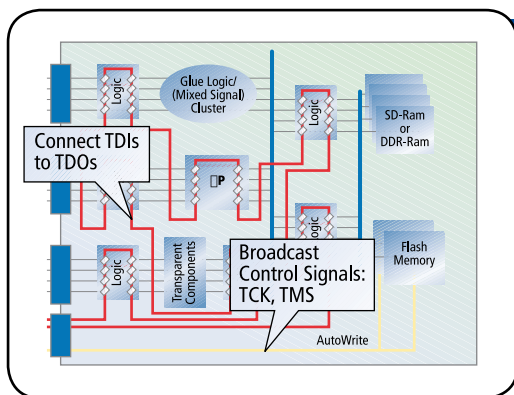 Logic
Glue Logic/
(Mixed Signal)
Cluster
Logic
SD-Ram
or
DDR-Ram
Connect TDIs
to TDOs
P
Logic
Logic
Transparent
Components
Broadcast
Control Signals:
TCK, TMS
Flash
Memory
AutoWrite